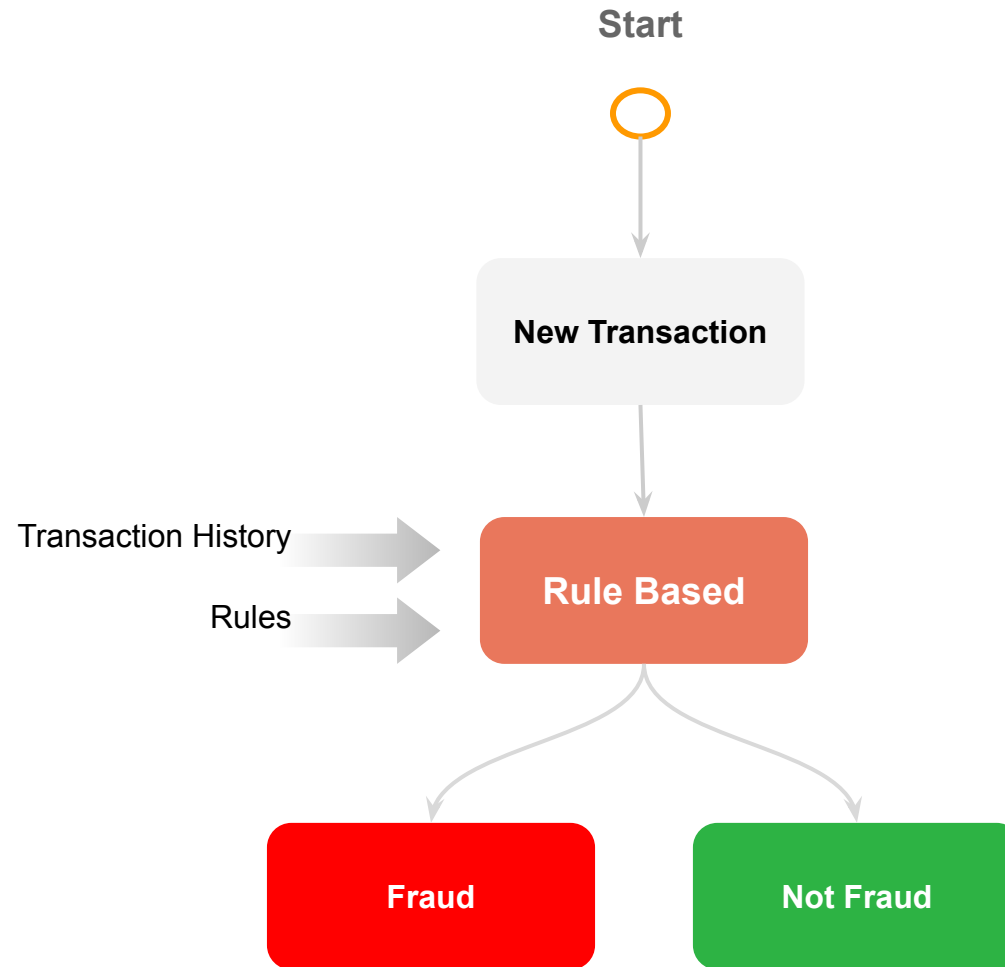 Start
New Transaction
Transaction History
Rule Based
Rules
Fraud
Not Fraud